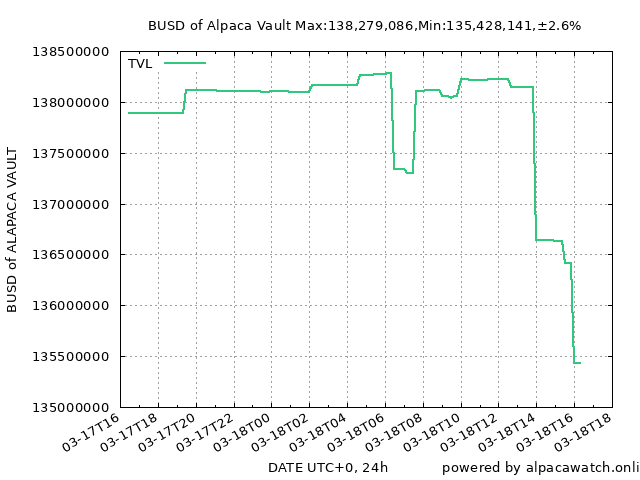 BUSD of Alpaca Vault Max:138,279,086,Min:135,428,141,±2.6%
TVL
138500000
138000000
137500000
137000000
136500000
136000000
135500000
135000000
BUSD of ALAPACA VAULT
03-17T16
03-17T18
03-17T20
03-17T22
03-18T00
03-18T02
03-18T04
03-18T06
03-18T08
03-18T10
03-18T12
03-18T14
03-18T16
03-18T18
DATE UTC+0, 24h
powered by alpacawatch.onli